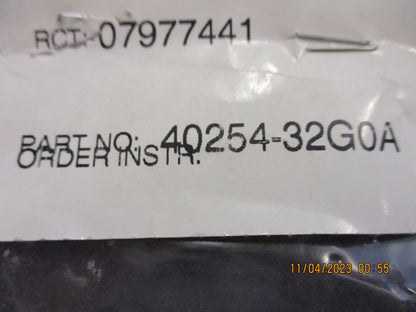 RCT: 07977441
PART NO: 40254-32G0A
ORDER INSTR.
11/04/2023 00:55